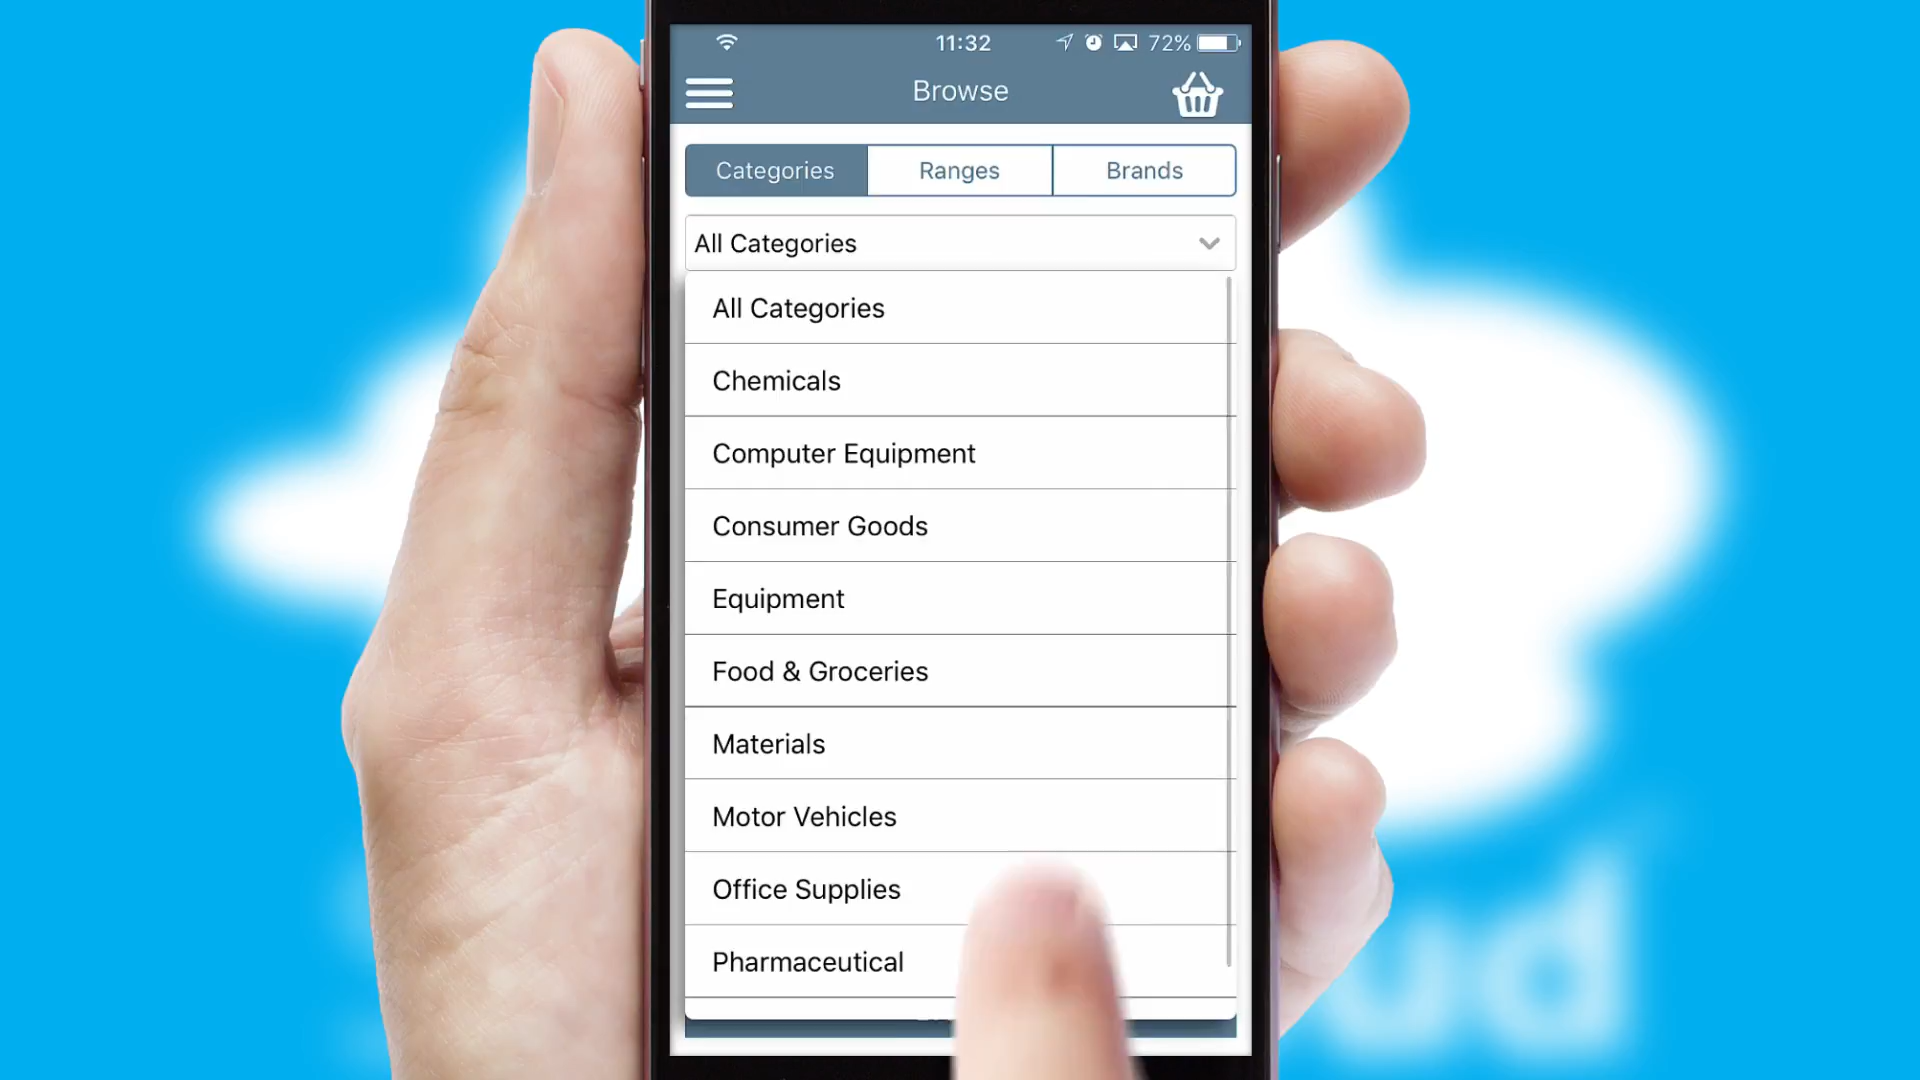 11:32
72%
Browse
Categories
Ranges
Brands
All Categories
All Categories
Chemicals
Computer Equipment
Consumer Goods
Equipment
Food & Groceries
Materials
Motor Vehicles
Office Supplies
Pharmaceutical